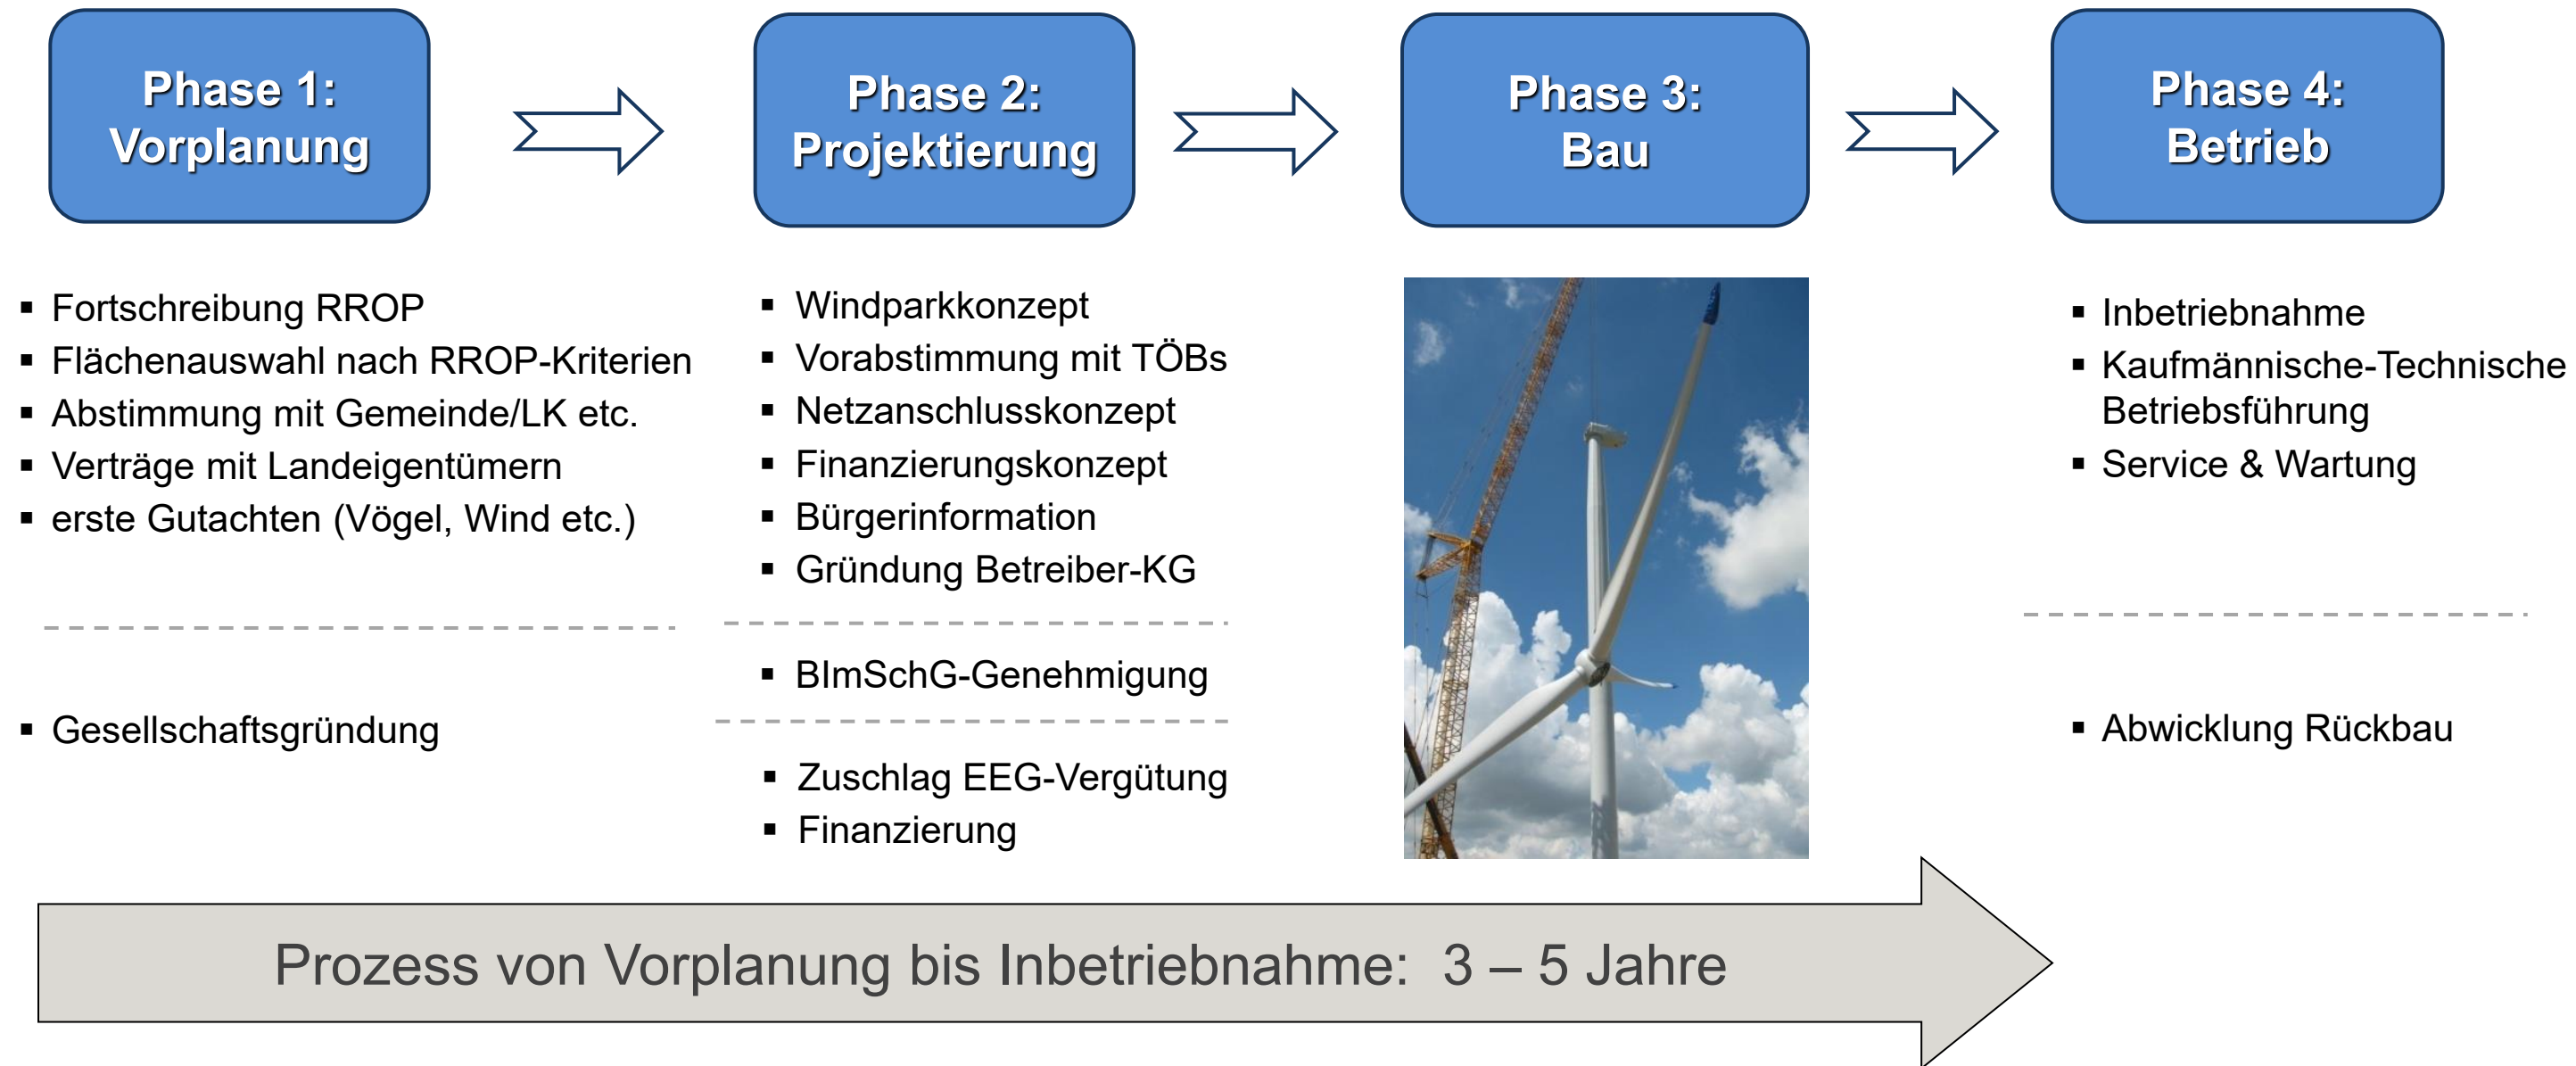 Phase 1:
Vorplanung
Phase 2:
Projektierung
Phase 3:
Bau
Phase 4:
Betrieb
▪ Fortschreibung RROP
▪ Flächenauswahl nach RROP-Kriterien
▪ Abstimmung mit Gemeinde/LK etc.
▪ Verträge mit Landeigentümern
▪ erste Gutachten (Vögel, Wind etc.)
▪ Gesellschaftsgründung
▪ Windparkkonzept
▪ Vorabstimmung mit TÖBs
▪ Netzanschlusskonzept
▪ Finanzierungskonzept
▪ Bürgerinformation
▪ Gründung Betreiber-KG
▪ BImSchG-Genehmigung
▪ Zuschlag EEG-Vergütung
▪ Finanzierung
▪ Inbetriebnahme
▪ Kaufmännische-Technische
Betriebsführung
▪ Service & Wartung
▪ Abwicklung Rückbau
Prozess von Vorplanung bis Inbetriebnahme: 3 – 5 Jahre